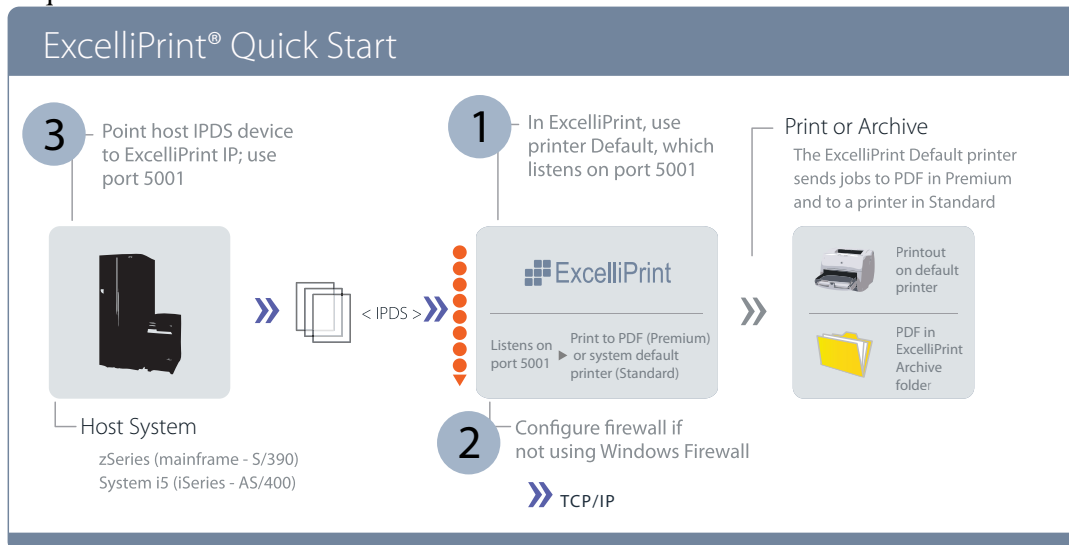 ExcelliPrint® Quick Start
3
Point host IPDS device
to ExcelliPrint IP; use
port 5001
1
In ExcelliPrint, use
printer Default, which
listens on port 5001
Print or Archive
The ExcelliPrint Default printer
sends jobs to PDF in Premium
and to a printer in Standard
< IPDS >
ExcelliPrint
Listens on
port 5001
Print to PDF (Premium)
or system default
printer (Standard)
Printout
on default
printer
PDF in
ExcelliPrint
Archive
folder
Host System
zSeries (mainframe - S/390)
System i5 (iSeries - AS/400)
2
Configure firewall if
not using Windows Firewall
TCP/IP